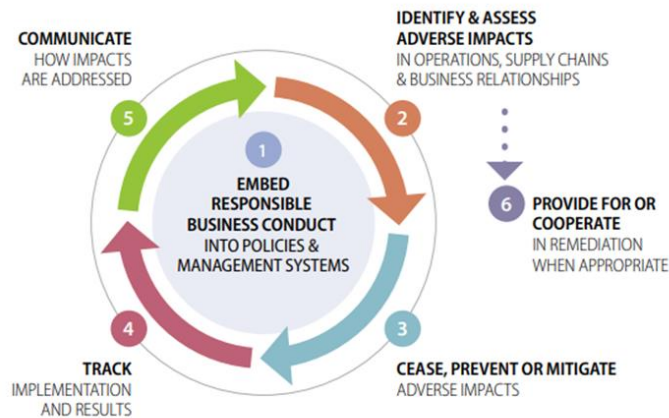 1
EMBED
RESPONSIBLE
BUSINESS CONDUCT
INTO POLICIES &
MANAGEMENT SYSTEMS
2
IDENTIFY & ASSESS
ADVERSE IMPACTS
IN OPERATIONS, SUPPLY CHAINS
& BUSINESS RELATIONSHIPS
3
CEASE, PREVENT OR MITIGATE
ADVERSE IMPACTS
4
TRACK
IMPLEMENTATION
AND RESULTS
5
COMMUNICATE
HOW IMPACTS
ARE ADDRESSED
6
PROVIDE FOR OR
COOPERATE
IN REMEDIATION
WHEN APPROPRIATE